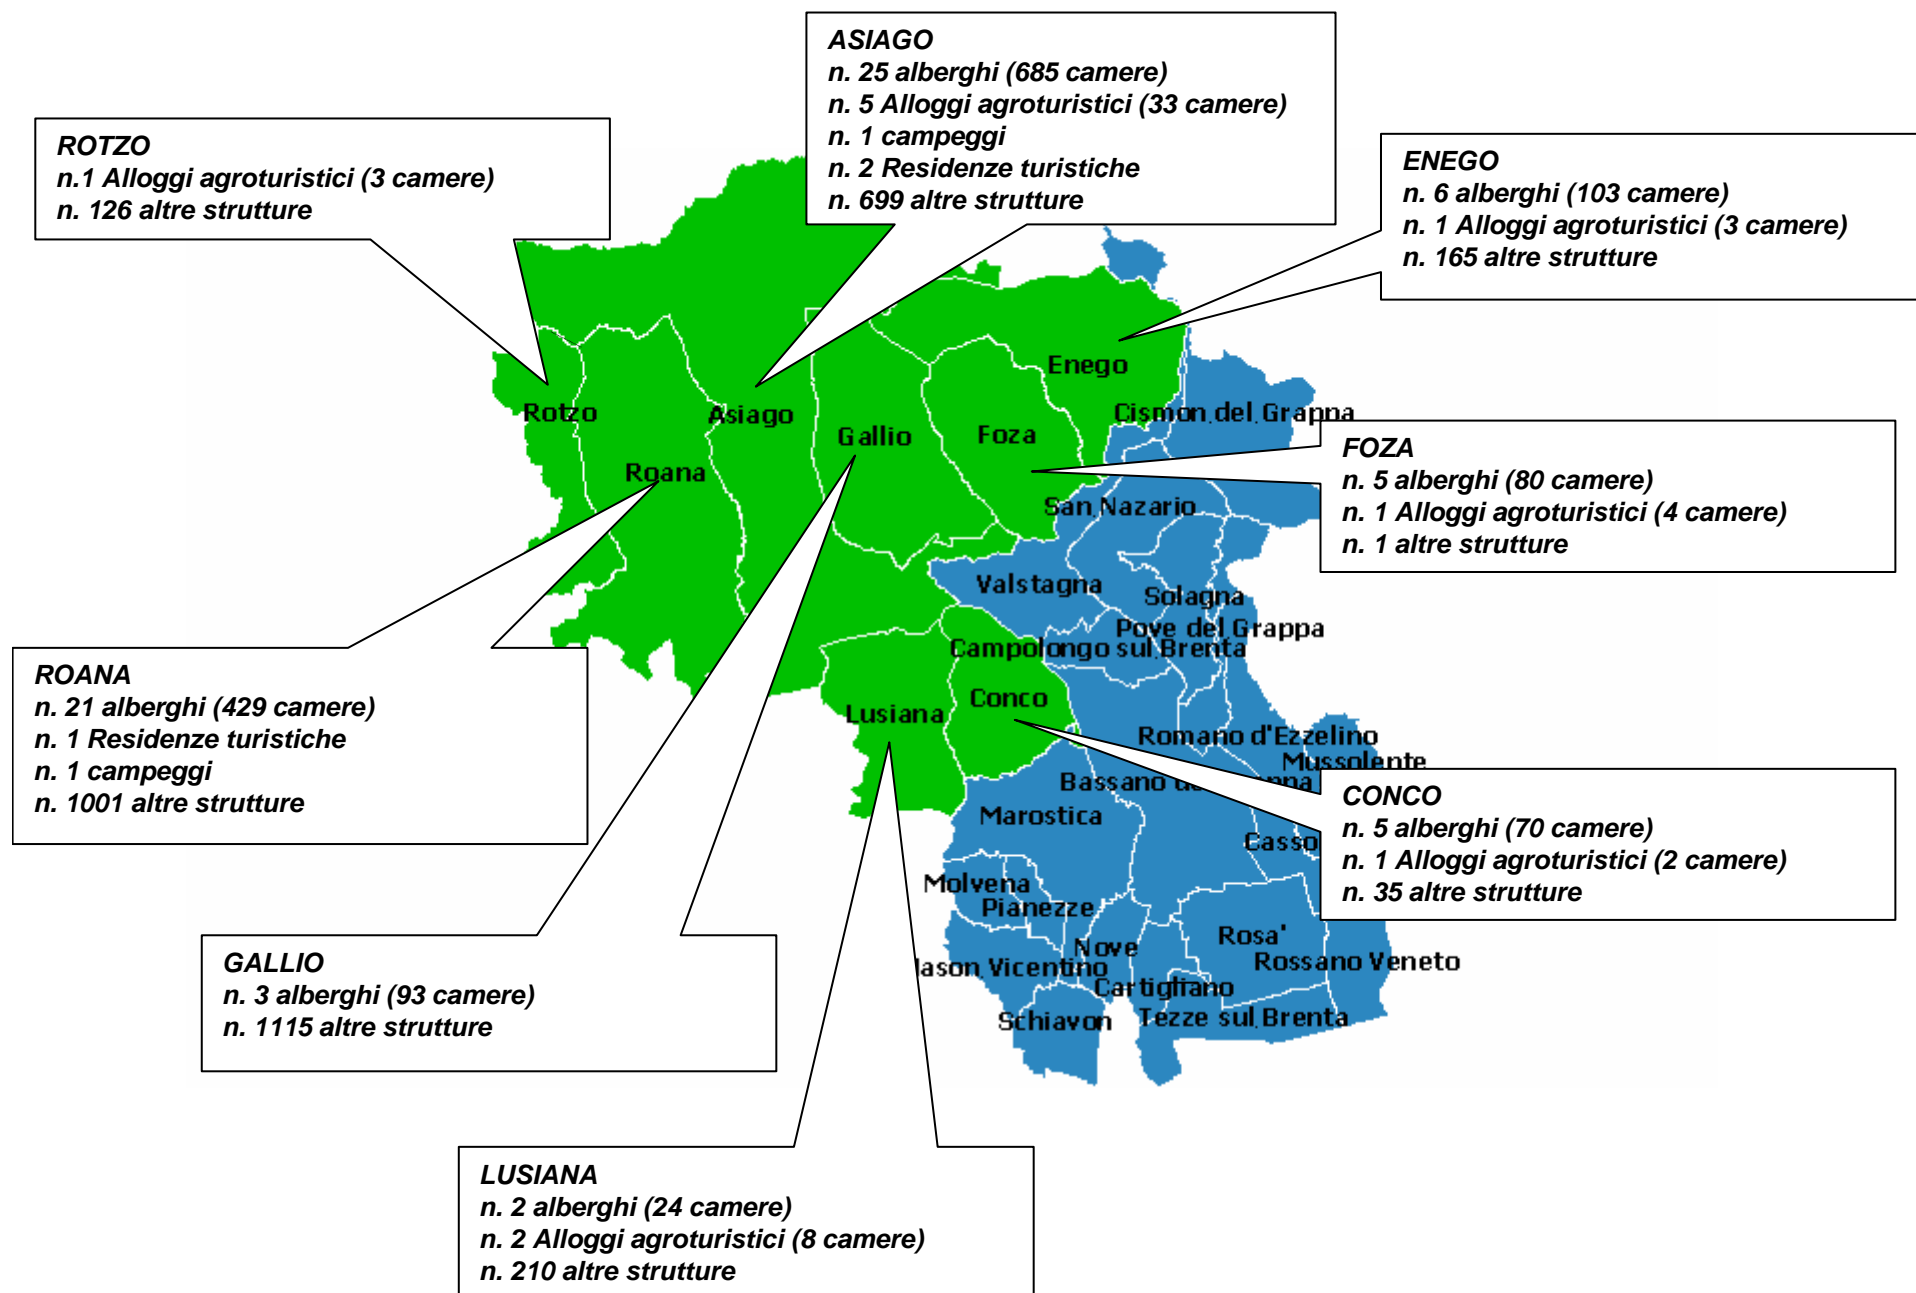 ASIAGO
n. 25 alberghi (685 camere)
n. 5 Alloggi agroturistici (33 camere)
n. 1 campeggi
n. 2 Residenze turistiche
n. 699 altre strutture
ROTZO
n.1 Alloggi agroturistici (3 camere)
n. 126 altre strutture
ENEGO
n. 6 alberghi (103 camere)
n. 1 Alloggi agroturistici (3 camere)
n. 165 altre strutture
Enego
Rotzo
Asiago
Cismon.del.Grappa
Gallio
Foza
Roana
FOZA
n. 5 alberghi (80 camere)
n. 1 Alloggi agroturistici (4 camere)
n. 1 altre strutture
San.Nazario
Valstagna
Solagna
Pove del Grappa
Campolongo sul.Brenta
ROANA
n. 21 alberghi (429 camere)
n. 1 Residenze turistiche
n. 1 campeggi
n. 1001 altre strutture
Conco
Lusiana
Romano d'Ezzelino
Mussolente
Bassano
Marostica
Casso
CONCO
n. 5 alberghi (70 camere)
n. 1 Alloggi agroturistici (2 camere)
n. 35 altre strutture
Molvena
Pianezze
Nove
Rosa'
ason.Vicentino
Rossano Veneto
Cartigliano
Schiavon
Tezze sul.Brenta
GALLIO
n. 3 alberghi (93 camere)
n. 1115 altre strutture
LUSIANA
n. 2 alberghi (24 camere)
n. 2 Alloggi agroturistici (8 camere)
n. 210 altre strutture